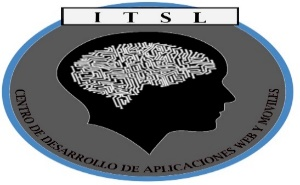 I T S L
CENTRO DE DESARROLLO DE APLICACIONES WEB Y MOVILES